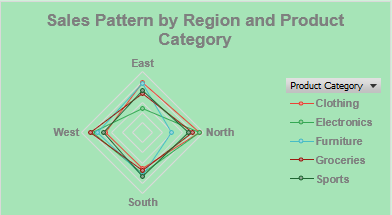 Sales Pattern by Region and Product
Category
East
Product Category
Clothing
West
North
Electronics
Furniture
Groceries
Sports
South